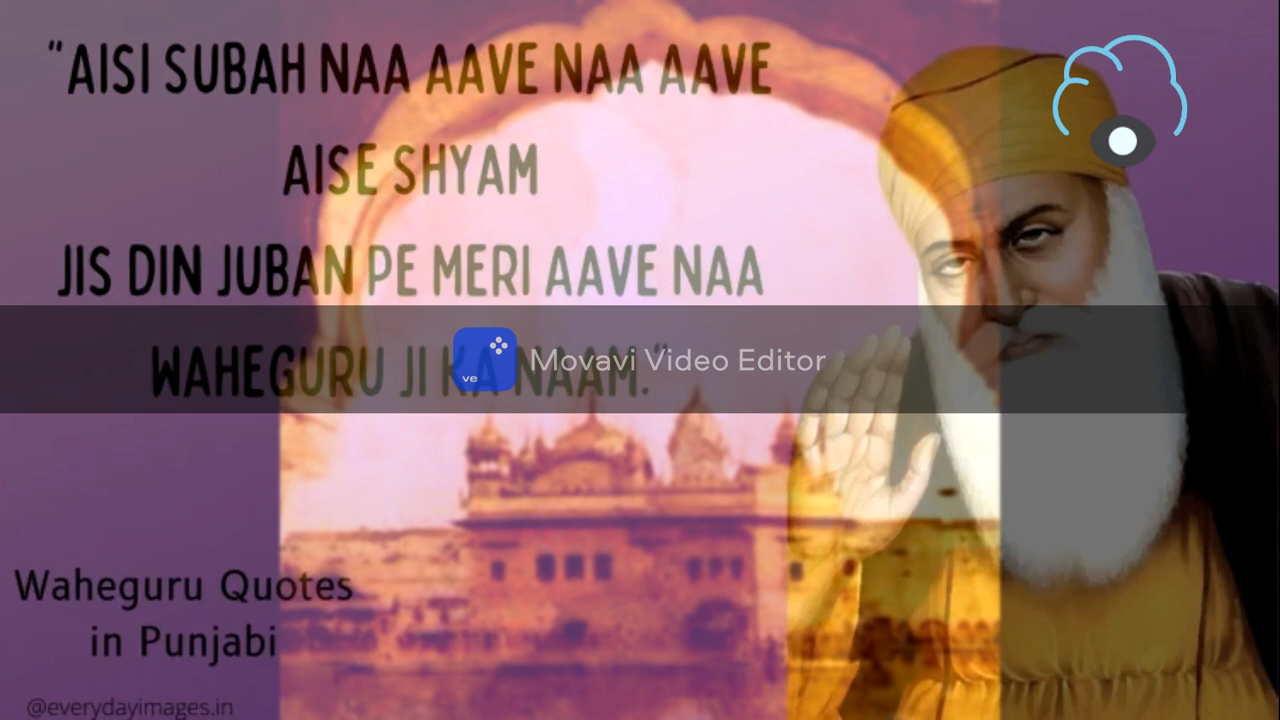 "AISI SUBAH NAA AAVE NAA AAVE
AISE SHYAM
JIS DIN JUBAN PE MERI AAVE NAA
WAHEGURU JI KA NAAM."
ve
Movavi Video Editor
Waheguru Quotes
in Punjabi
@everydayimages.in